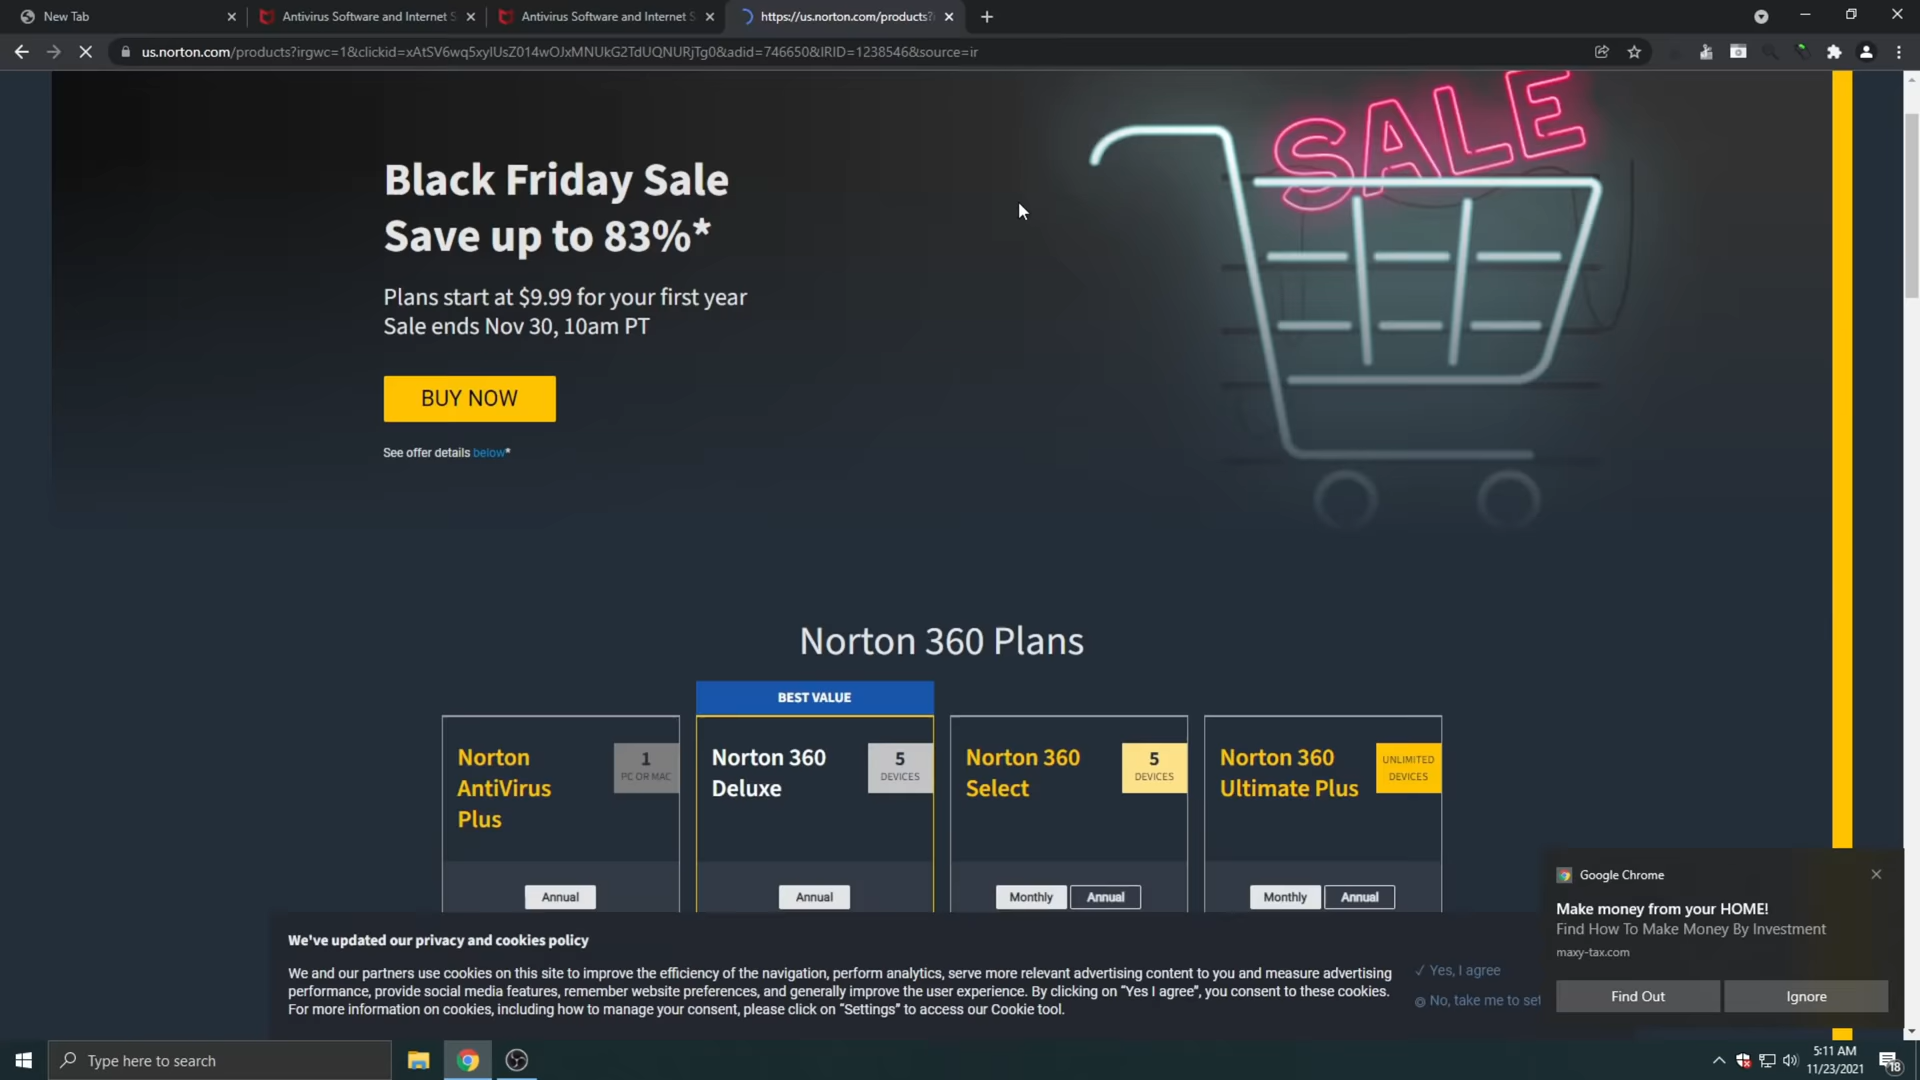 New Tab
Antivirus Software and Internet S
Antivirus Software and Internet S
https://us.norton.com/products?i
us.norton.com/products?irgwc=1&clickid=xAtSV6wq5xyIUsZ014wOJxMNUkG2TdUQNURjTg0&adid=746650&IRID=1238546&source=ir
SALE
Black Friday Sale
Save up to 83%*
Plans start at $9.99 for your first year
Sale ends Nov 30, 10am PT
BUY NOW
See offer details below*
Norton 360 Plans
BEST VALUE
Norton
AntiVirus
Plus
1
PC OR MAC
Annual
Norton 360
Deluxe
5
DEVICES
Annual
Norton 360
Select
5
DEVICES
Monthly Annual
Norton 360
Ultimate Plus
UNLIMITED
DEVICES
Monthly Annual
We've updated our privacy and cookies policy
We and our partners use cookies on this site to improve the efficiency of the navigation, perform analytics, serve more relevant advertising content to you and measure advertising
performance, provide social media features, remember website preferences, and generally improve the user experience. By clicking on “Yes I agree”, you consent to these cookies.
For more information on cookies, including how to manage your consent, please click on “Settings” to access our Cookie tool.
Yes, I agree
No, take me to set
Google Chrome
Make money from your HOME!
Find How To Make Money By Investment
maxy-tax.com
Find Out Ignore
Type here to search
5:11 AM
11/23/2021
18